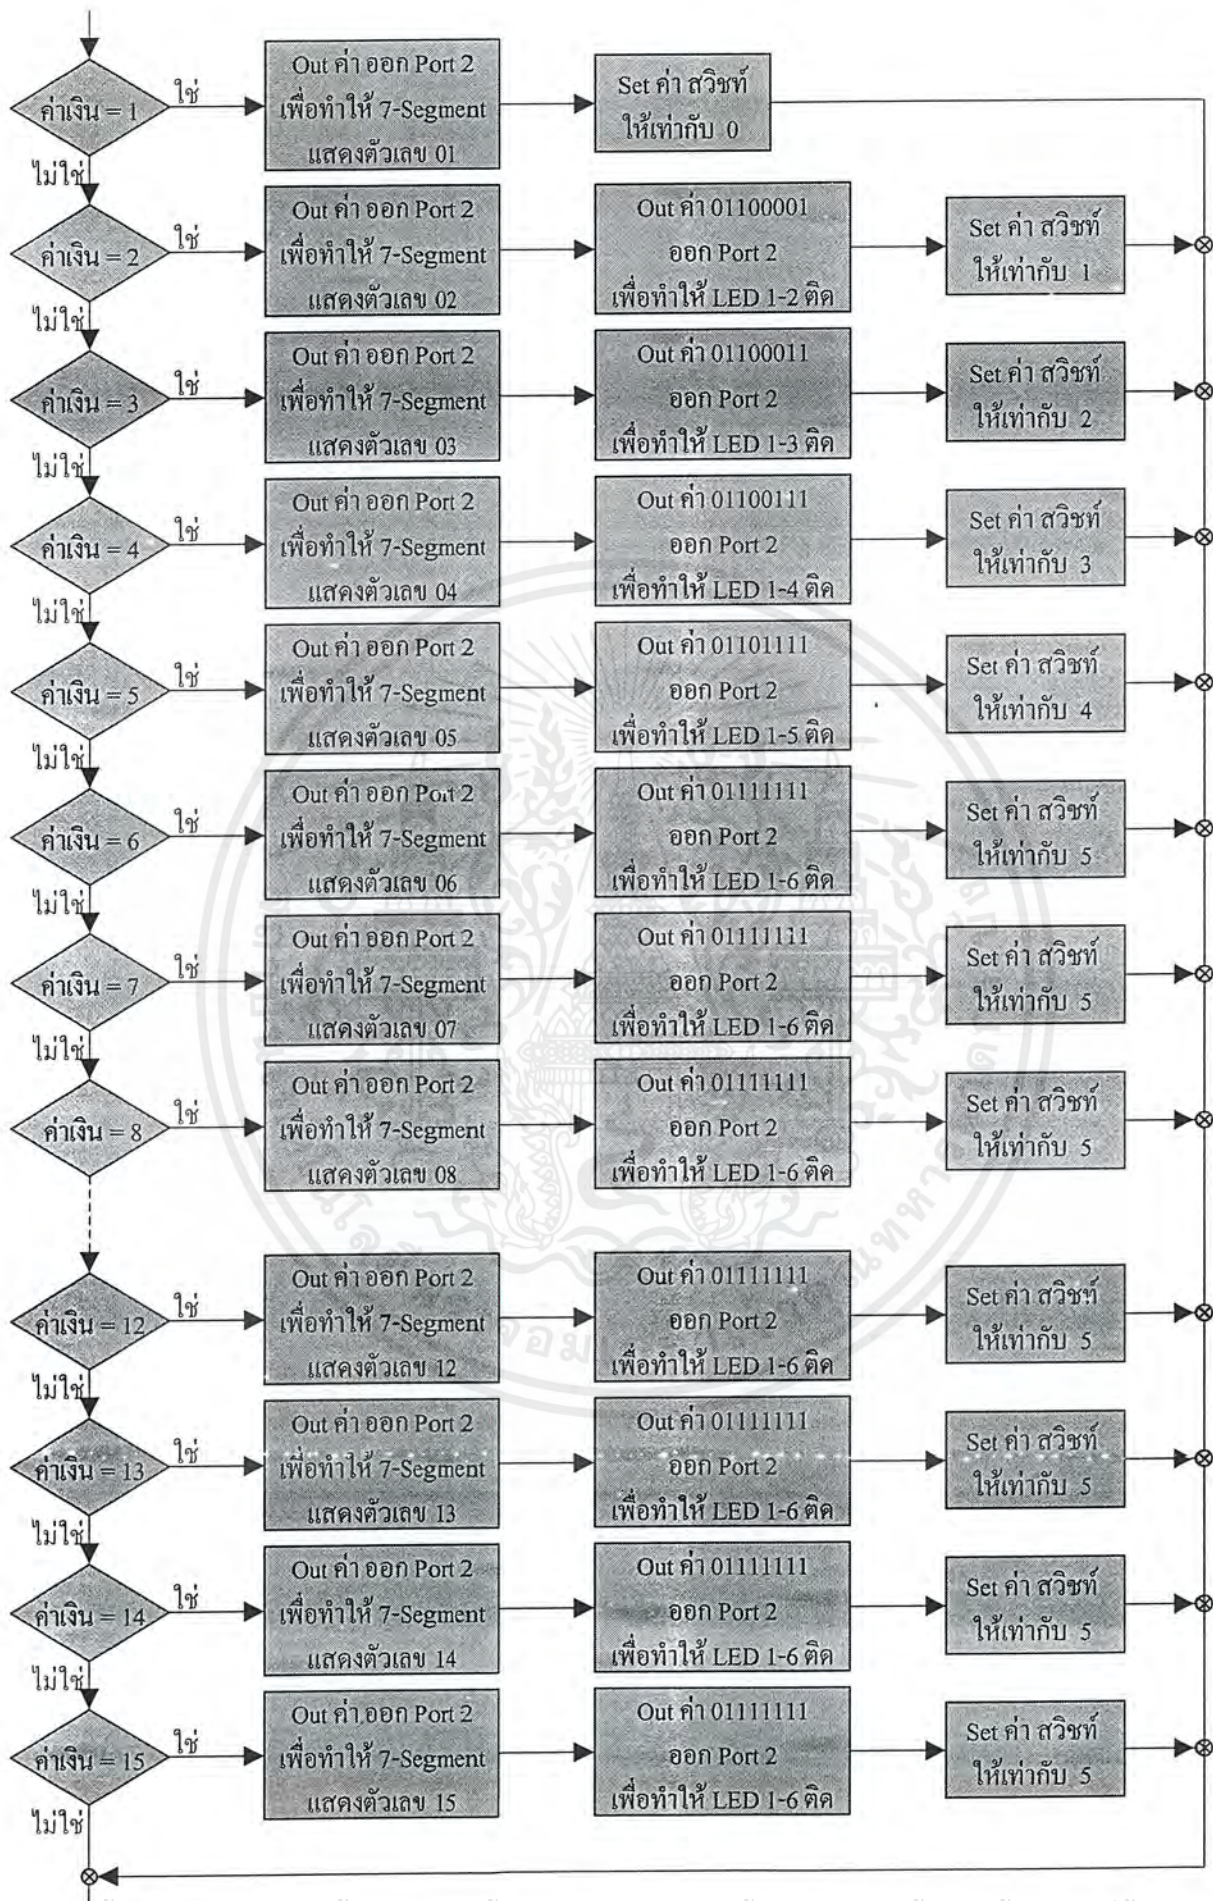 ค่าเงิน = 1
ใช่
Out ค่า ออก Port 2
เพื่อทำให้ 7-Segment
แสดงตัวเลข 01
Set ค่า สวิชท์
ให้เท่ากับ 0
ไม่ใช่
ค่าเงิน = 2
ใช่
Out ค่า ออก Port 2
เพื่อทำให้ 7-Segment
แสดงตัวเลข 02
Out ค่า 01100001
ออก Port 2
เพื่อทำให้ LED 1-2 ติด
Set ค่า สวิชท์
ให้เท่ากับ 1
ไม่ใช่
ค่าเงิน = 3
ใช่
Out ค่า ออก Port 2
เพื่อทำให้ 7-Segment
แสดงตัวเลข 03
Out ค่า 01100011
ออก Port 2
เพื่อทำให้ LED 1-3 ติด
Set ค่า สวิชท์
ให้เท่ากับ 2
ไม่ใช่
ค่าเงิน = 4
ใช่
Out ค่า ออก Port 2
เพื่อทำให้ 7-Segment
แสดงตัวเลข 04
Out ค่า 01100111
ออก Port 2
เพื่อทำให้ LED 1-4 ติด
Set ค่า สวิชท์
ให้เท่ากับ 3
ไม่ใช่
ค่าเงิน = 5
ใช่
Out ค่า ออก Port 2
เพื่อทำให้ 7-Segment
แสดงตัวเลข 05
Out ค่า 01101111
ออก Port 2
เพื่อทำให้ LED 1-5 ติด
Set ค่า สวิชท์
ให้เท่ากับ 4
ไม่ใช่
ค่าเงิน = 6
ใช่
Out ค่า ออก Port 2
เพื่อทำให้ 7-Segment
แสดงตัวเลข 06
Out ค่า 01111111
ออก Port 2
เพื่อทำให้ LED 1-6 ติด
Set ค่า สวิชท์
ให้เท่ากับ 5
ไม่ใช่
ค่าเงิน = 7
ใช่
Out ค่า ออก Port 2
เพื่อทำให้ 7-Segment
แสดงตัวเลข 07
Out ค่า 01111111
ออก Port 2
เพื่อทำให้ LED 1-6 ติด
Set ค่า สวิชท์
ให้เท่ากับ 5
ไม่ใช่
ค่าเงิน = 8
ใช่
Out ค่า ออก Port 2
เพื่อทำให้ 7-Segment
แสดงตัวเลข 08
Out ค่า 01111111
ออก Port 2
เพื่อทำให้ LED 1-6 ติด
Set ค่า สวิชท์
ให้เท่ากับ 5
ค่าเงิน = 12
ใช่
Out ค่า ออก Port 2
เพื่อทำให้ 7-Segment
แสดงตัวเลข 12
Out ค่า 01111111
ออก Port 2
เพื่อทำให้ LED 1-6 ติด
Set ค่า สวิชท์
ให้เท่ากับ 5
ไม่ใช่
ค่าเงิน = 13
ใช่
Out ค่า ออก Port 2
เพื่อทำให้ 7-Segment
แสดงตัวเลข 13
Out ค่า 01111111
ออก Port 2
เพื่อทำให้ LED 1-6 ติด
Set ค่า สวิชท์
ให้เท่ากับ 5
ไม่ใช่
ค่าเงิน = 14
ใช่
Out ค่า ออก Port 2
เพื่อทำให้ 7-Segment
แสดงตัวเลข 14
Out ค่า 01111111
ออก Port 2
เพื่อทำให้ LED 1-6 ติด
Set ค่า สวิชท์
ให้เท่ากับ 5
ไม่ใช่
ค่าเงิน = 15
ใช่
Out ค่า ออก Port 2
เพื่อทำให้ 7-Segment
แสดงตัวเลข 15
Out ค่า 01111111
ออก Port 2
เพื่อทำให้ LED 1-6 ติด
Set ค่า สวิชท์
ให้เท่ากับ 5
ไม่ใช่